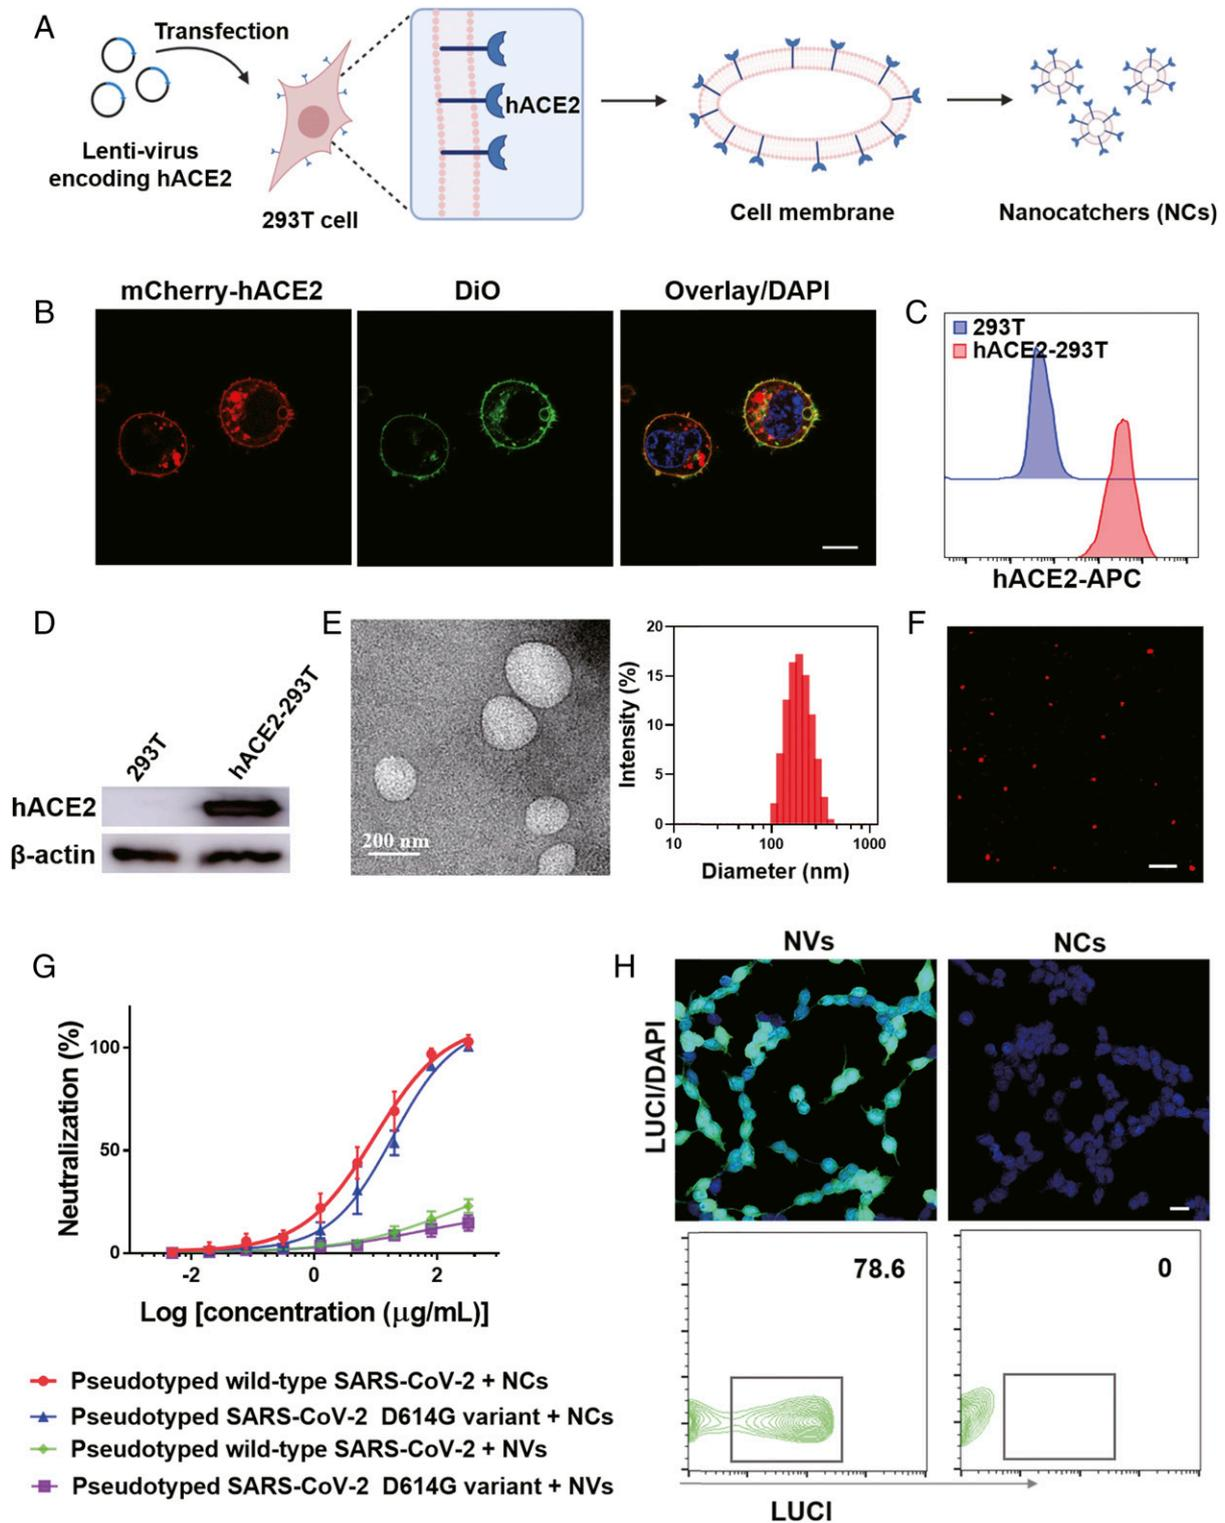 A
Transfection
Lenti-virus
encoding hACE2
293T cell
hACE2
Cell membrane
Nanocatchers (NCs)
B
mCherry-hACE2
DiO
Overlay/DAPI
C
293T
hACE2-293T
hACE2-APC
D
293T
hACE2-293T
hACE2
β-actin
E
200 nm
Intensity (%)
20
15
10
5
0
10
100
1000
Diameter (nm)
F
G
Neutralization (%)
100
50
0
-2
0
2
Log [concentration (μg/mL)]
Pseudotyped wild-type SARS-CoV-2 + NCs
Pseudotyped SARS-CoV-2 D614G variant + NCs
Pseudotyped wild-type SARS-CoV-2 + NVs
Pseudotyped SARS-CoV-2 D614G variant + NVs
H
NVs
NCs
LUCI/DAPI
78.6
0
LUCI